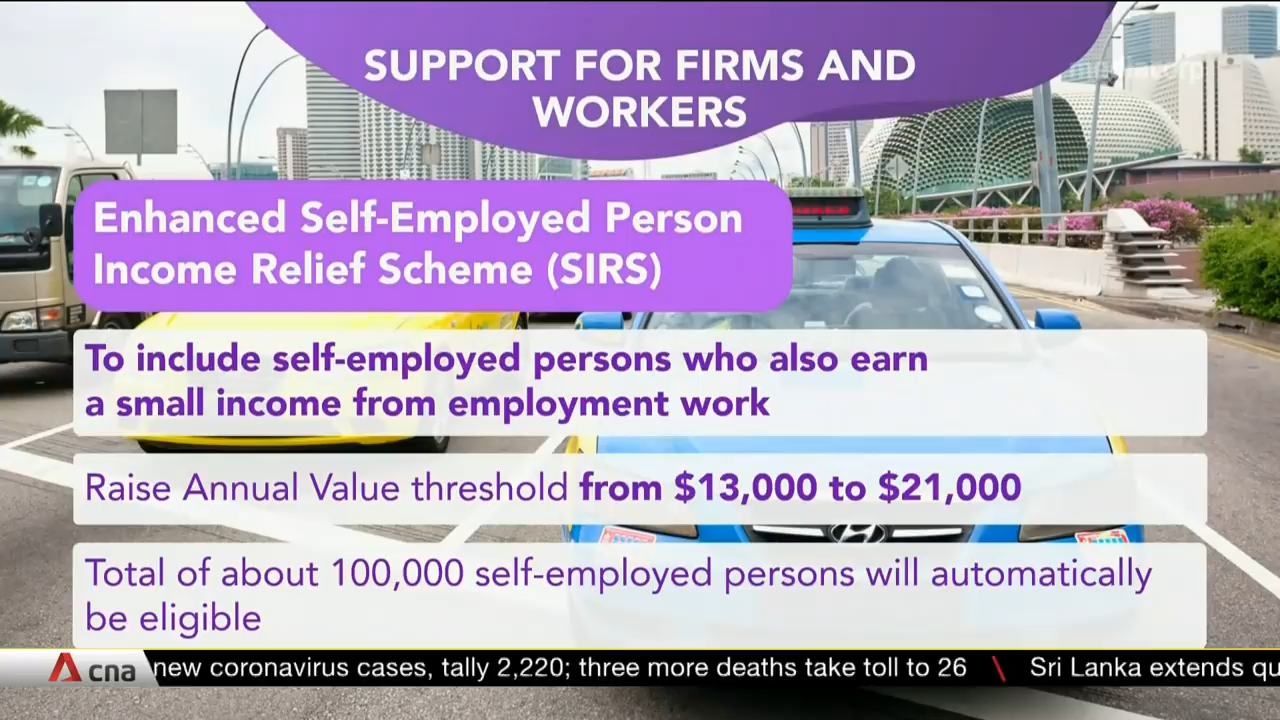 SUPPORT FOR FIRMS AND
WORKERS
Enhanced Self-Employed Person
Income Relief Scheme (SIRS)
To include self-employed persons who also earn
a small income from employment work
Raise Annual Value threshold from $13,000 to $21,000
Total of about 100,000 self-employed persons will automatically
be eligible
cna
new coronavirus cases, tally 2,220; three more deaths take toll to 26 \ Sri Lanka extends qu